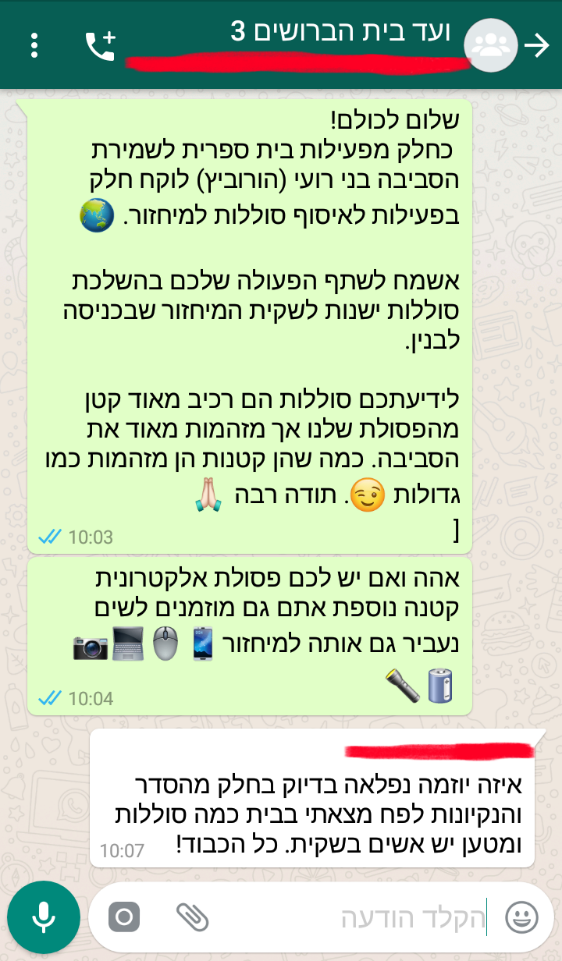 ועד בית הברושים 3
שלום לכולם!
כחלק מפעילות בית ספרית לשמירת
הסביבה בני רועי (הורוביץ) לוקח חלק
בפעילות לאיסוף סוללות למיחזור. 🌏
אשמח לשתף הפעולה שלכם בהשלכת
סוללות ישנות לשקית המיחזור שבכניסה
לבנין.
לידיעתכם סוללות הם רכיב מאוד קטן
מהפסולת שלנו אך מזהמות מאוד את
הסביבה. כמה שהן קטנות הן מזהמות כמו
גדולות 😉. תודה רבה 🙏🏻
[
10:03
אהה ואם יש לכם פסולת אלקטרונית
קטנה נוספת אתם גם מוזמנים לשים
נעביר גם אותה למיחזור 📱🖱💻📷
🔋🔦
10:04
איזה יוזמה נפלאה בדיוק בחלק מהסדר
והנקיונות לפח מצאתי בבית כמה סוללות
ומטען יש אשים בשקית. כל הכבוד!
10:07
הקלד הודעה